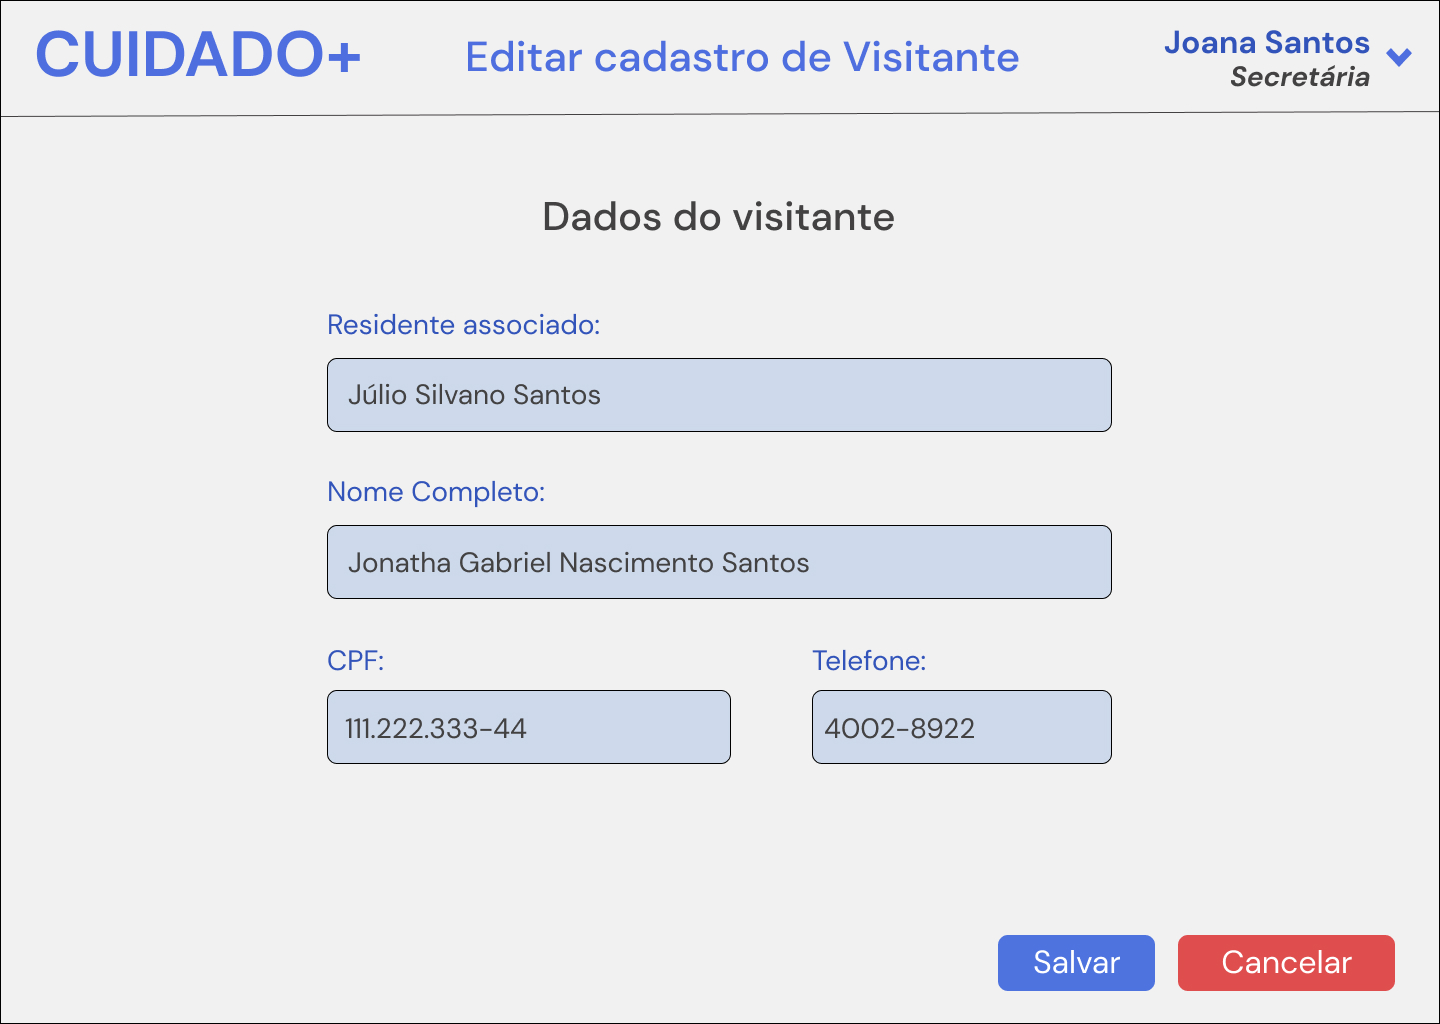 CUIDADO+
Editar cadastro de Visitante
Joana Santos
Secretária
Dados do visitante
Residente associado:
Júlio Silvano Santos
Nome Completo:
Jonatha Gabriel Nascimento Santos
CPF:
Telefone:
111.222.333-44
4002-8922
Salvar
Cancelar